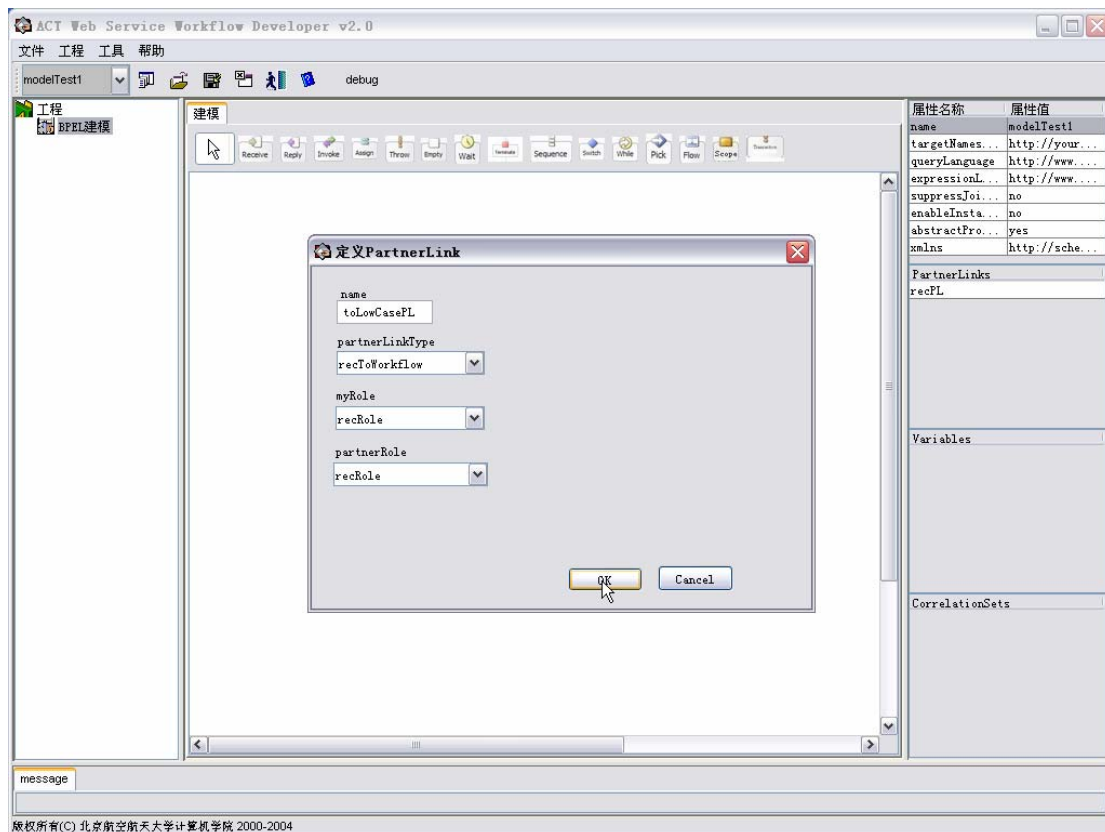 ACT Web Service Workflow Developer v2.0
文件 工程 工具 帮助
modelTest1 debug
工程
BPEL建模
建模
Receive Reply Invoke Assign Throw Empty Wait Terminate Sequence Switch While Pick Flow Scope
属性名称 属性值
name modelTest1
targetNames... http://your...
queryLanguage http://www....
expressionL... http://www....
suppressJoi... no
enableInsta... no
abstractPro... yes
xmlns http://sche...
PartnerLinks
recPL
Variables
CorrelationSets
定义PartnerLink
name
toLowCasePL
partnerLinkType
recToWorkflow
myRole
recRole
partnerRole
recRole
OK Cancel
message
版权所有(C) 北京航空航天大学计算机学院 2000-2004